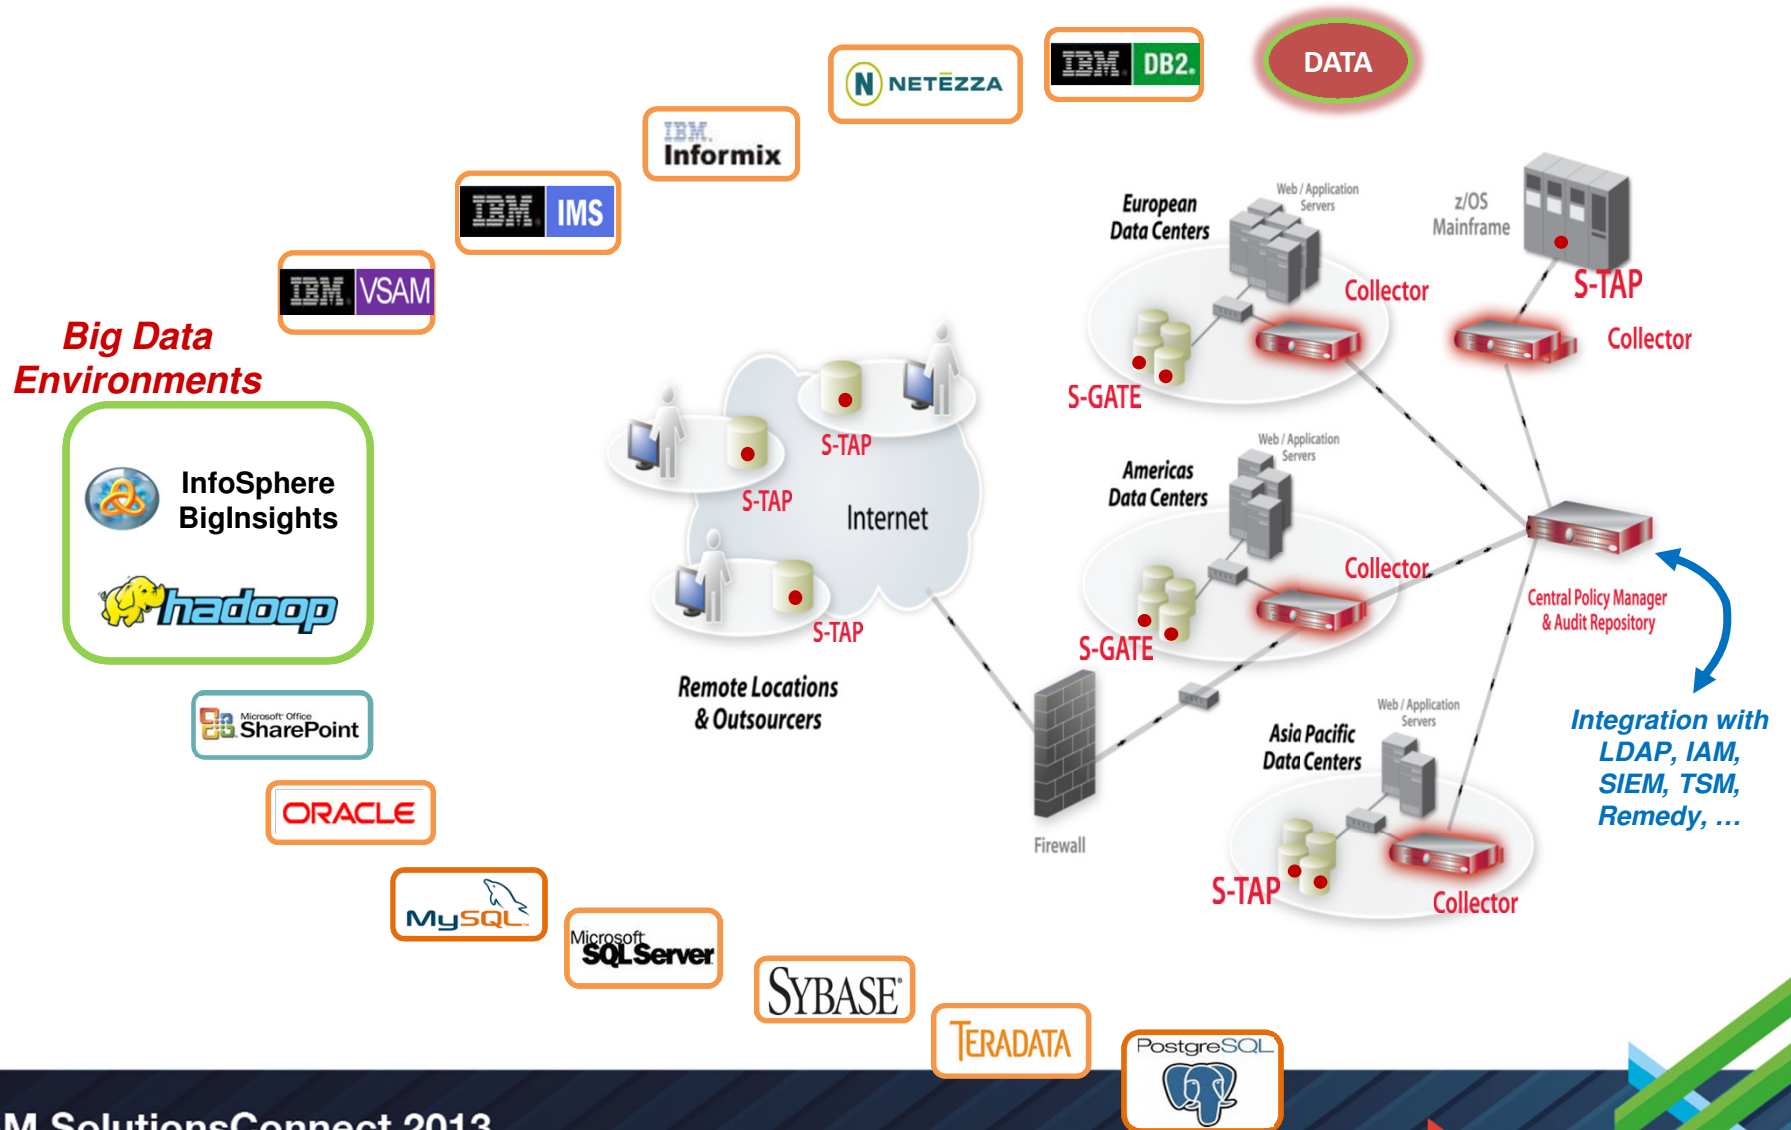 DATA
IBM. DB2.
N NETEZZA
IBM.
Informix
IBM. IMS
IBM. VSAM
Big Data
Environments
InfoSphere
BigInsights
hadoop
Microsoft Office
SharePoint
ORACLE
MySQL™
Microsoft
SQL Server
SYBASE®
TERADATA
PostgreSQL
S-TAP
S-TAP
Internet
S-TAP
Remote Locations
& Outsourcers
Firewall
European
Data Centers
Web / Application
Servers
Collector
S-GATE
z/OS
Mainframe
S-TAP
Collector
Americas
Data Centers
Web / Application
Servers
Collector
S-GATE
Central Policy Manager
& Audit Repository
Asia Pacific
Data Centers
Web / Application
Servers
S-TAP
Collector
Integration with
LDAP, IAM,
SIEM, TSM,
Remedy, ...
M SolutionsConnect 2013